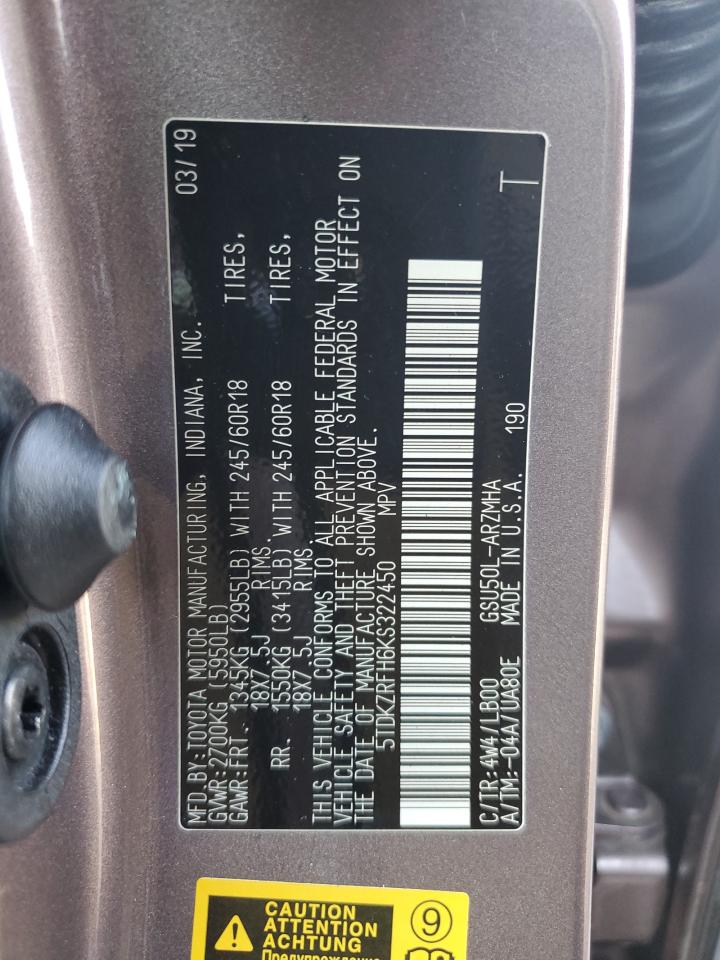 MFD.BY:TOYOTA MOTOR MANUFACTURING, INDIANA, INC. 03/19
GVWR:2700KG (5950LB)
GAWR:FRT. 1345KG (2955LB) WITH 245/60R18 TIRES,
18X7.5J RIMS
RR. 1550KG (3415LB) WITH 245/60R18 TIRES,
18X7.5J RIMS.
THIS VEHICLE CONFORMS TO ALL APPLICABLE FEDERAL MOTOR
VEHICLE SAFETY AND THEFT PREVENTION STANDARDS IN EFFECT ON
THE DATE OF MANUFACTURE SHOWN ABOVE.
5TDKZRFH6KS322450 MPV
C/TR:4W4/LB00 GSU50L-ARZMHA
A/TM:-04A/UA80E MADE IN U.S.A. 190 T
CAUTION
ATTENTION
ACHTUNG
Предупреждение
9